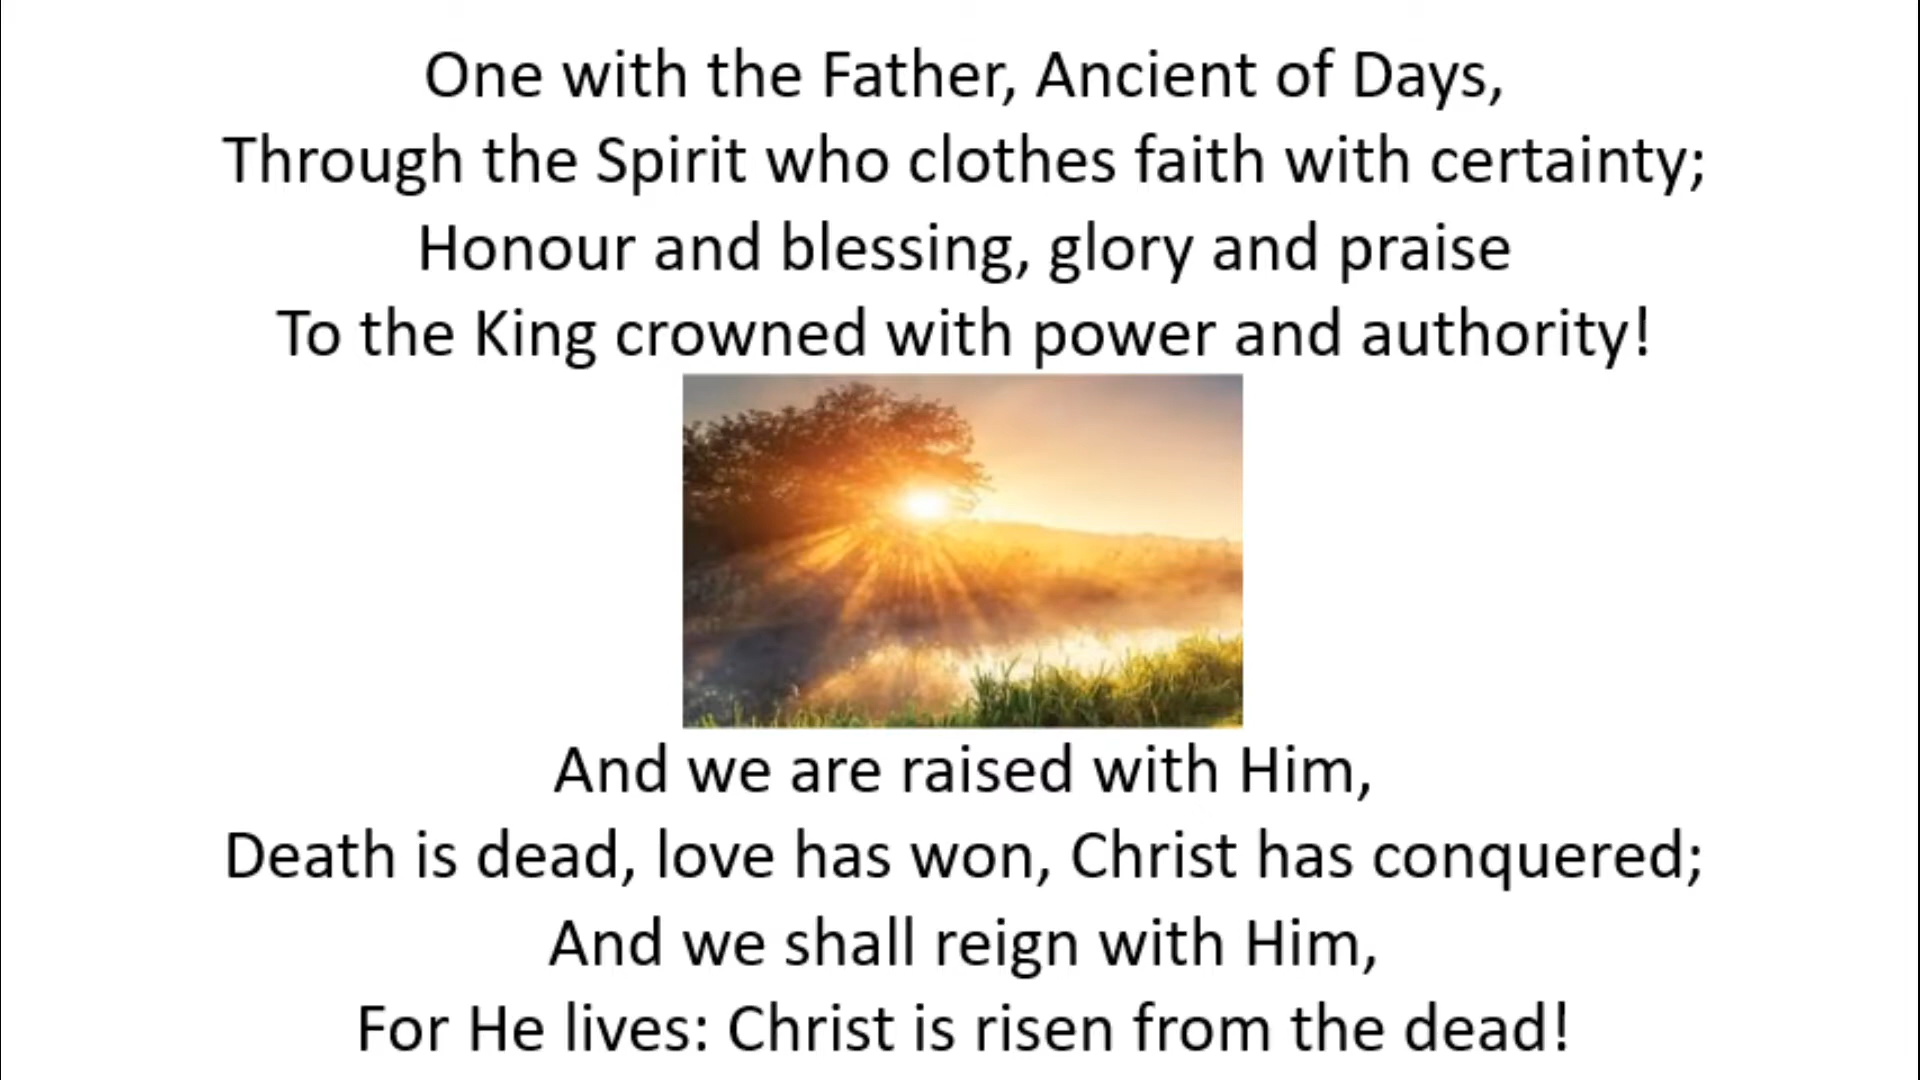 One with the Father, Ancient of Days,
Through the Spirit who clothes faith with certainty;
Honour and blessing, glory and praise
To the King crowned with power and authority!
And we are raised with Him,
Death is dead, love has won, Christ has conquered;
And we shall reign with Him,
For He lives: Christ is risen from the dead!